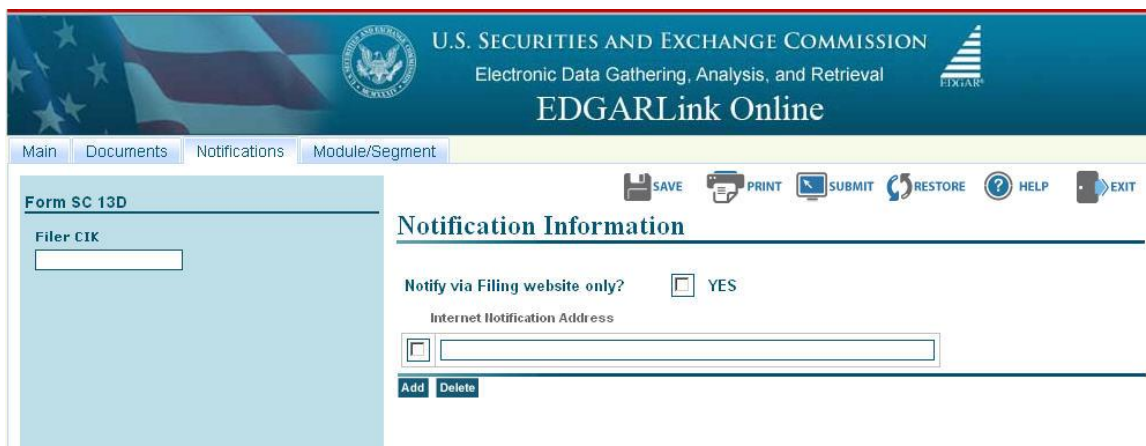 U.S. SECURITIES AND EXCHANGE COMMISSION
Electronic Data Gathering, Analysis, and Retrieval
EDGAR®
EDGARLink Online
Main Documents Notifications Module/Segment
SAVE PRINT SUBMIT RESTORE HELP EXIT
Form SC 13D
Filer CIK
Notification Information
Notify via Filing website only? YES
Internet Notification Address
Add Delete